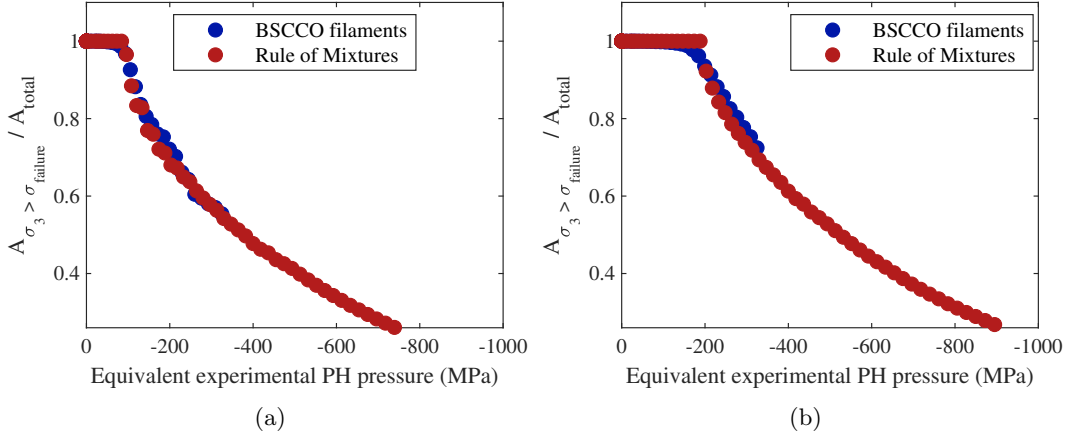 BSCCO filaments
Rule of Mixtures
1
0.8
0.6
0.4
A σ3 > σfailure / Atotal
0 -200 -400 -600 -800 -1000
Equivalent experimental PH pressure (MPa)
(a)
BSCCO filaments
Rule of Mixtures
1
0.8
0.6
0.4
A σ3 > σfailure / Atotal
0 -200 -400 -600 -800 -1000
Equivalent experimental PH pressure (MPa)
(b)